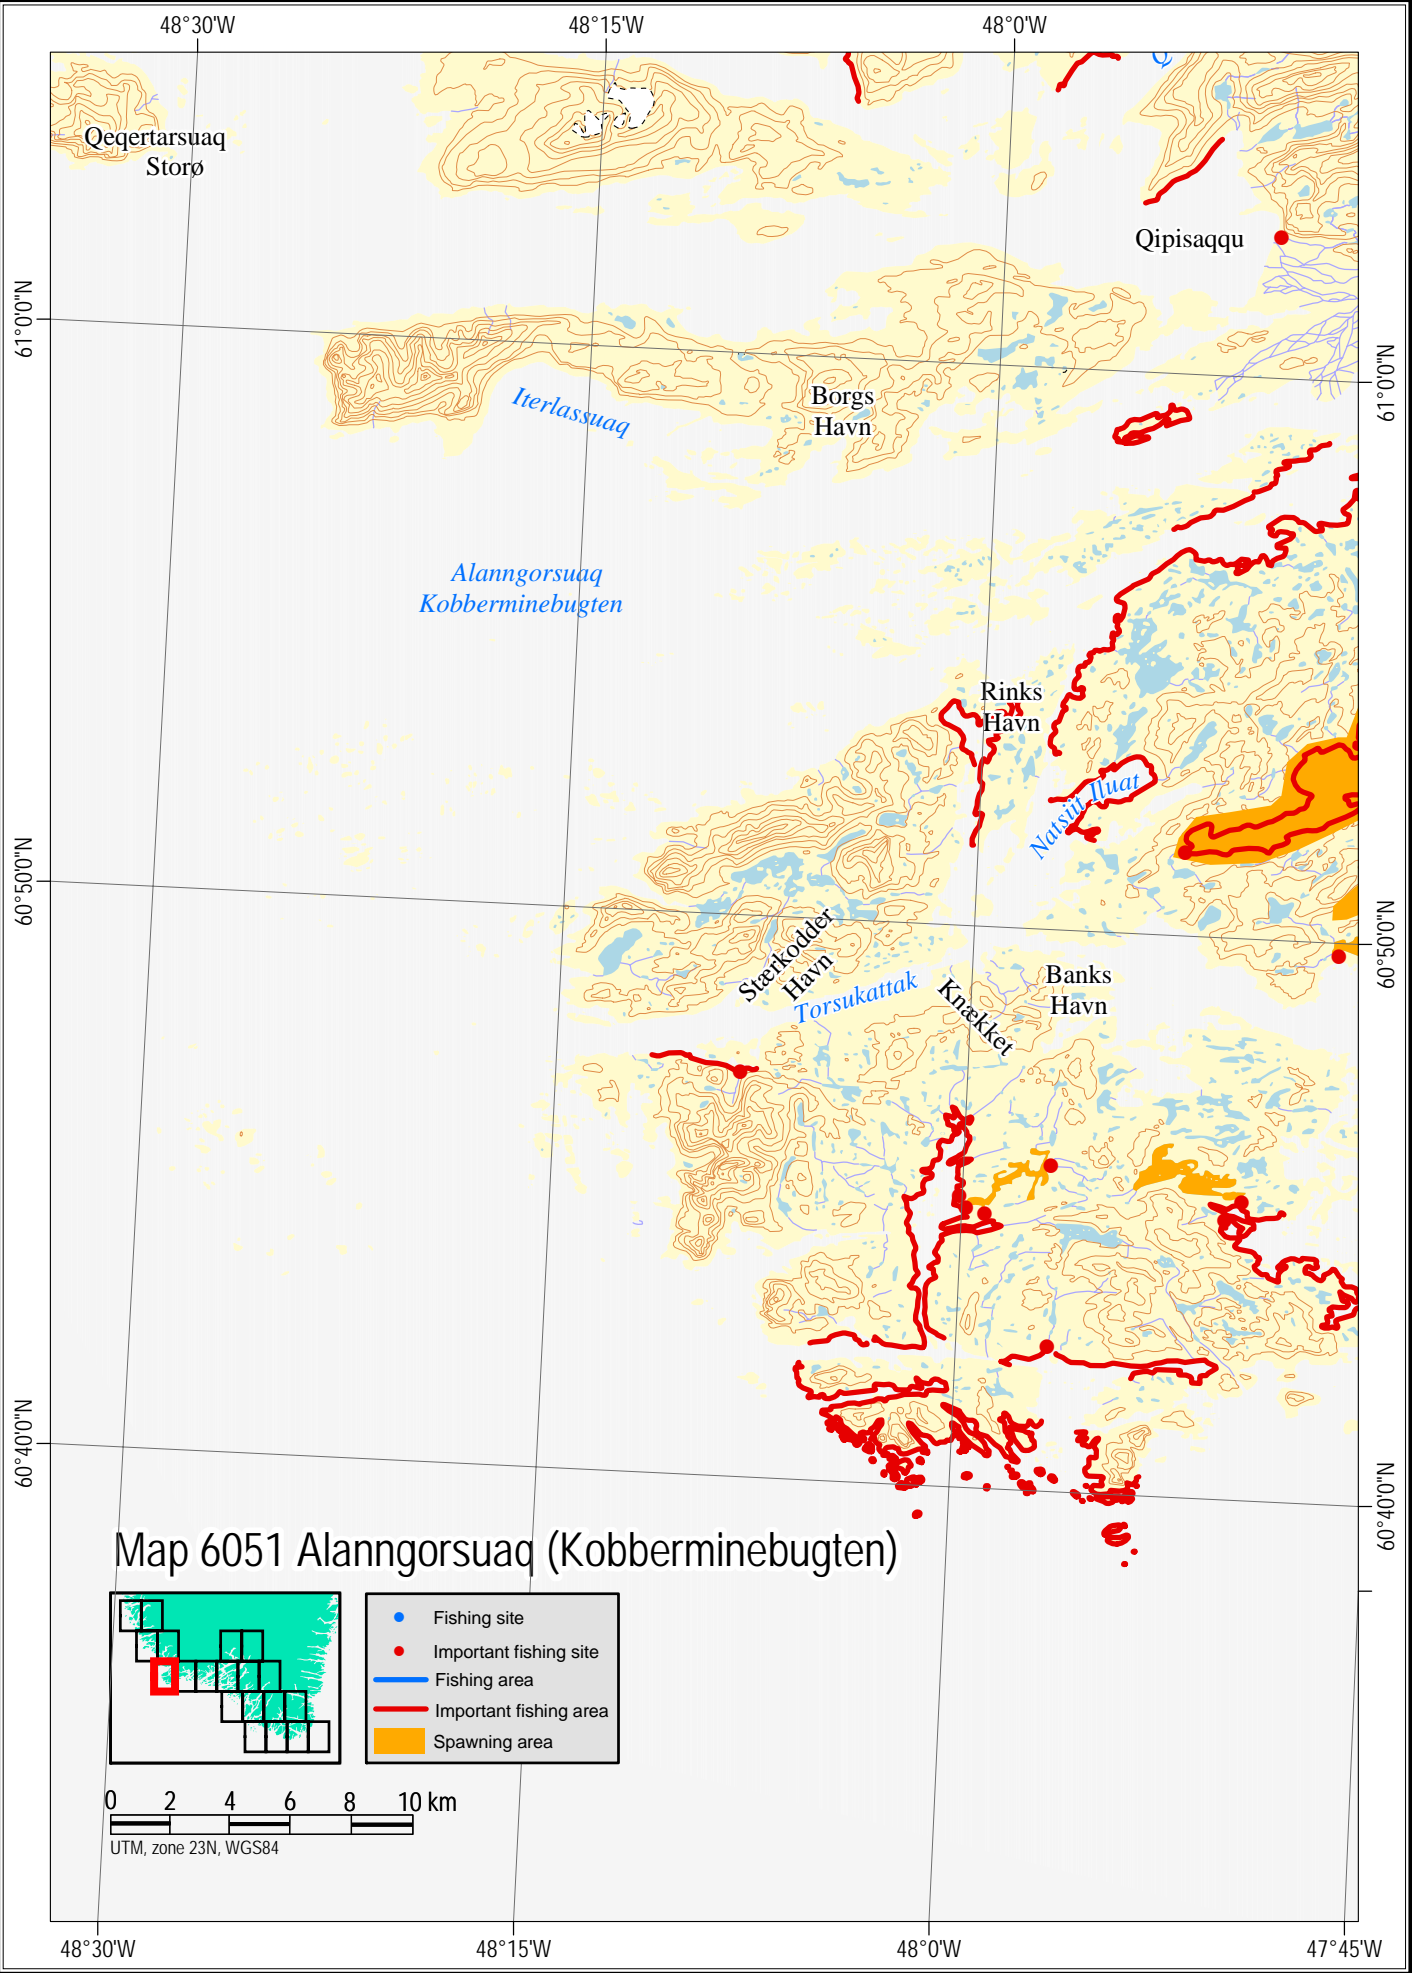 48°30'W
48°15'W
48°0'W
Q
Qeqertarsuaq
Storø
Qipisaqqu
61°0'0"N
61°0'0"N
Iterlassuaq
Borgs
Havn
Alanngorsuaq
Kobberminebugten
Rinks
Havn
Natsiit Iluat
60°50'0"N
60°50'0"N
Stærkodder
Havn
Torsukattak
Knækket
Banks
Havn
60°40'0"N
60°40'0"N
Map 6051 Alanngorsuaq (Kobberminebugten)
Fishing site
Important fishing site
Fishing area
Important fishing area
Spawning area
0 2 4 6 8 10 km
UTM, zone 23N, WGS84
48°30'W
48°15'W
48°0'W
47°45'W